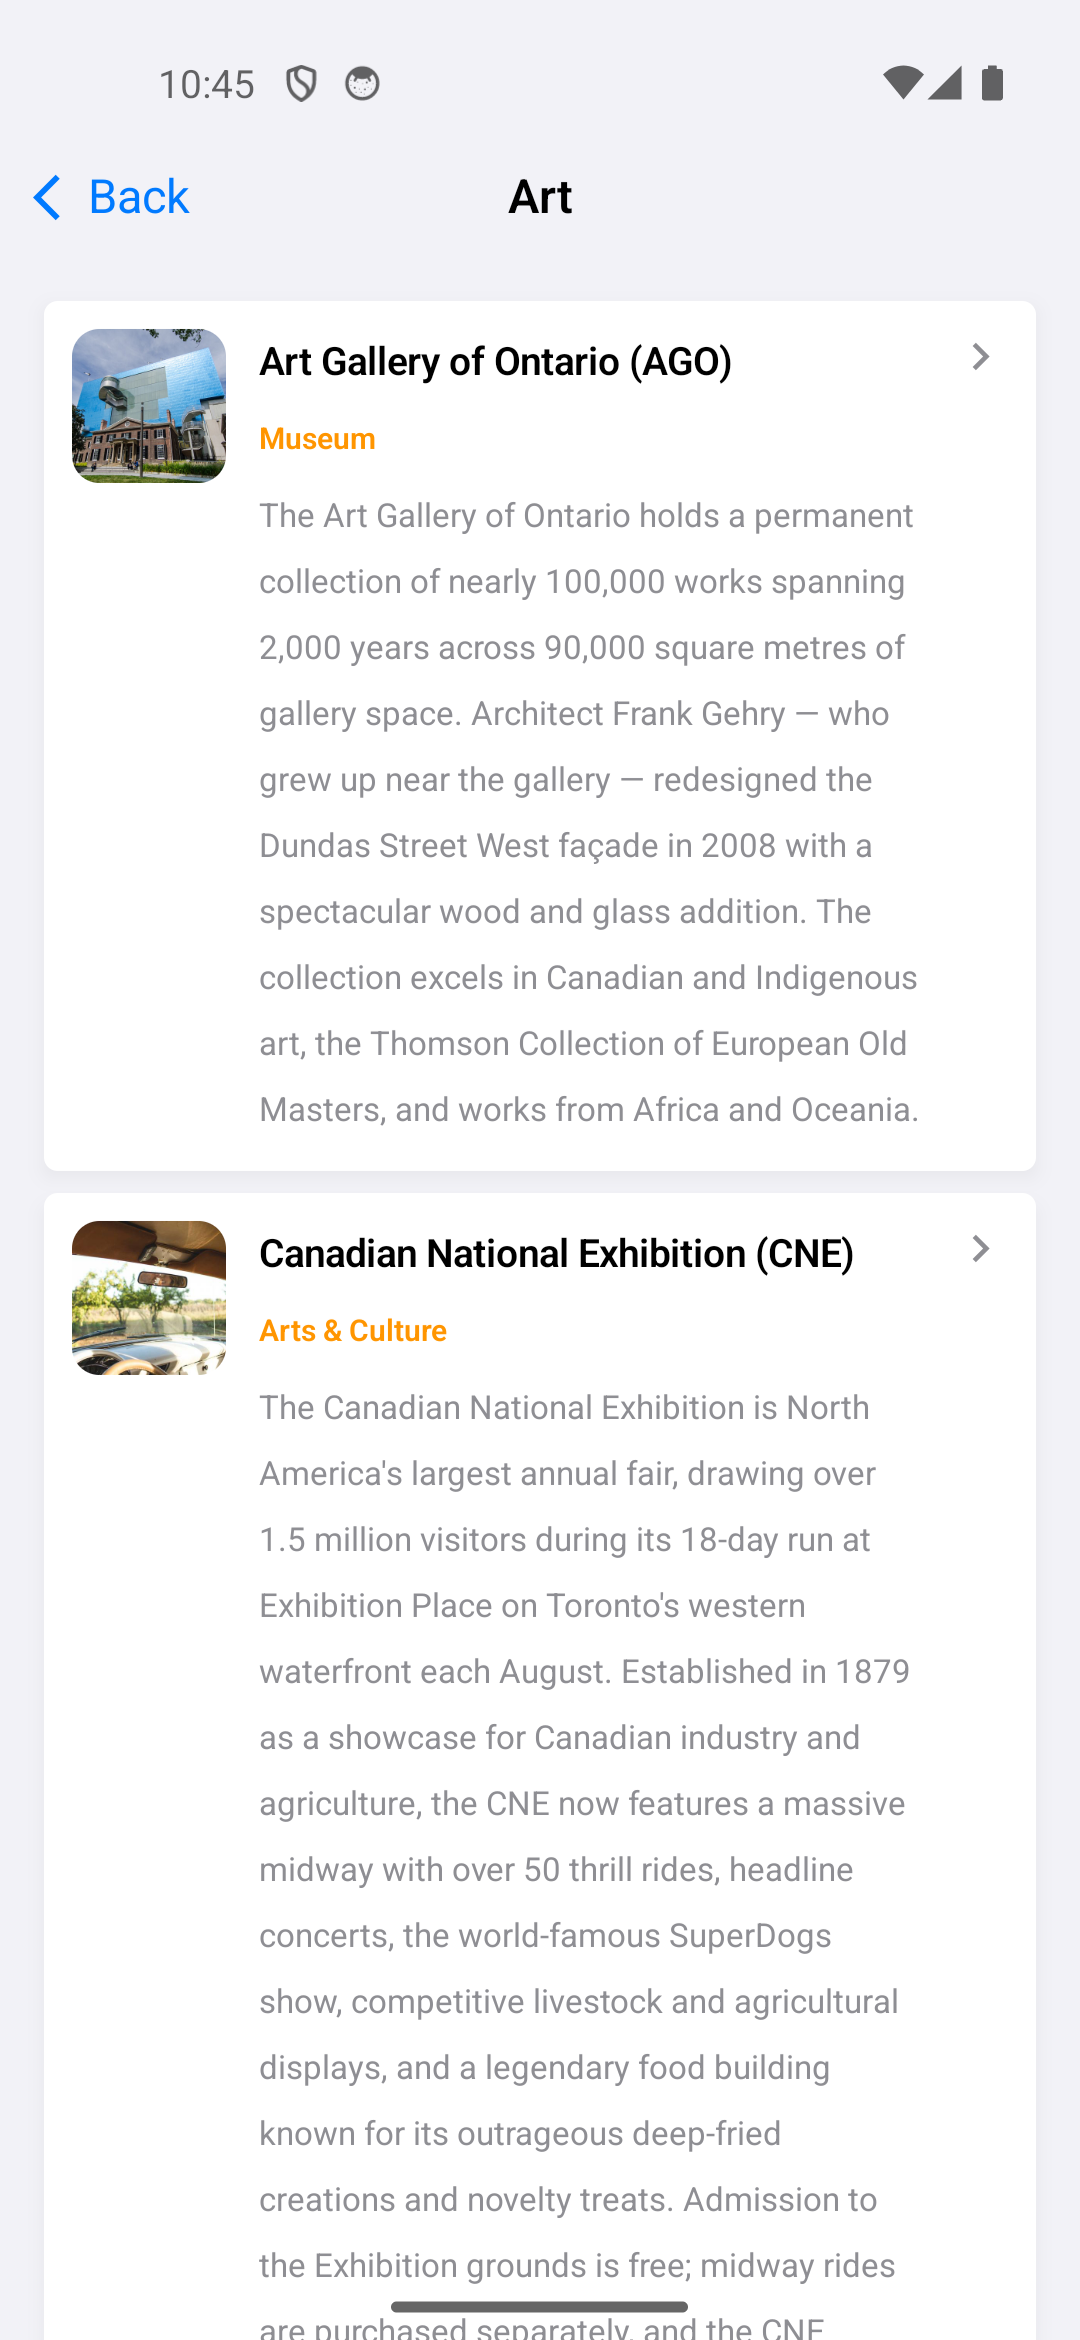 10:45
Back
Art
Art Gallery of Ontario (AGO)
Museum
The Art Gallery of Ontario holds a permanent
collection of nearly 100,000 works spanning
2,000 years across 90,000 square metres of
gallery space. Architect Frank Gehry — who
grew up near the gallery — redesigned the
Dundas Street West façade in 2008 with a
spectacular wood and glass addition. The
collection excels in Canadian and Indigenous
art, the Thomson Collection of European Old
Masters, and works from Africa and Oceania.
Canadian National Exhibition (CNE)
Arts & Culture
The Canadian National Exhibition is North
America's largest annual fair, drawing over
1.5 million visitors during its 18-day run at
Exhibition Place on Toronto's western
waterfront each August. Established in 1879
as a showcase for Canadian industry and
agriculture, the CNE now features a massive
midway with over 50 thrill rides, headline
concerts, the world-famous SuperDogs
show, competitive livestock and agricultural
displays, and a legendary food building
known for its outrageous deep-fried
creations and novelty treats. Admission to
the Exhibition grounds is free; midway rides
are purchased separately, and the CNE